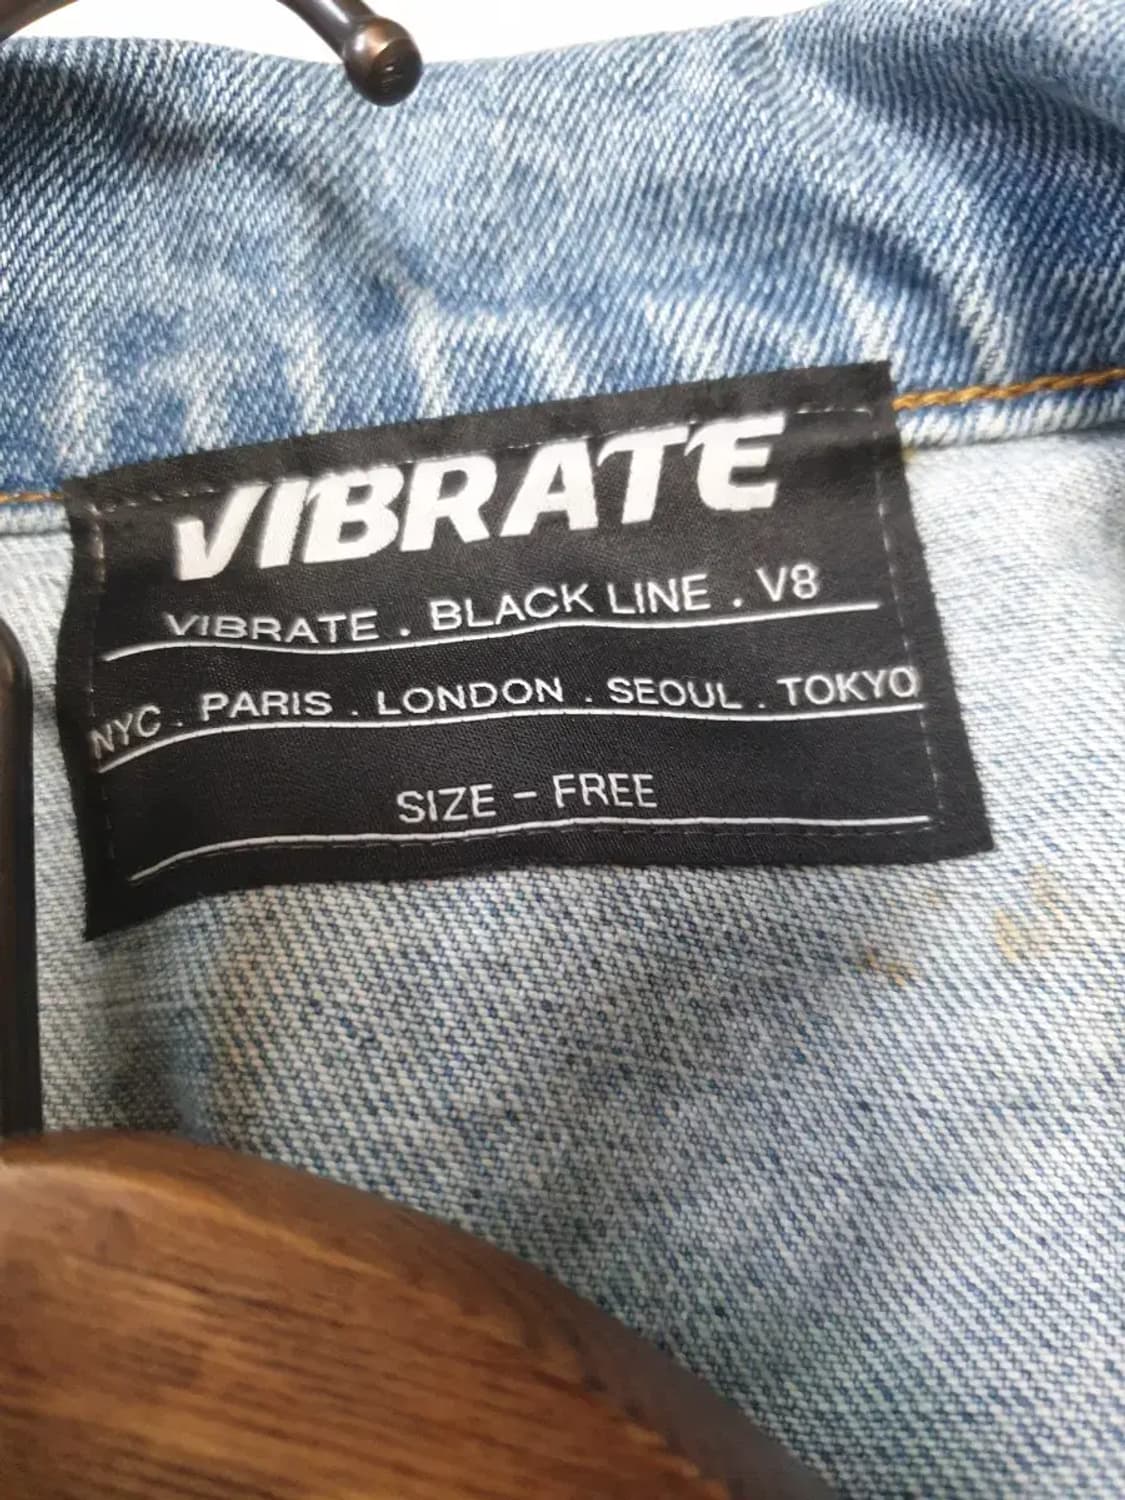 VIBRATE
VIBRATE . BLACK LINE . V8
NYC . PARIS . LONDON . SEOUL . TOKYO
SIZE - FREE